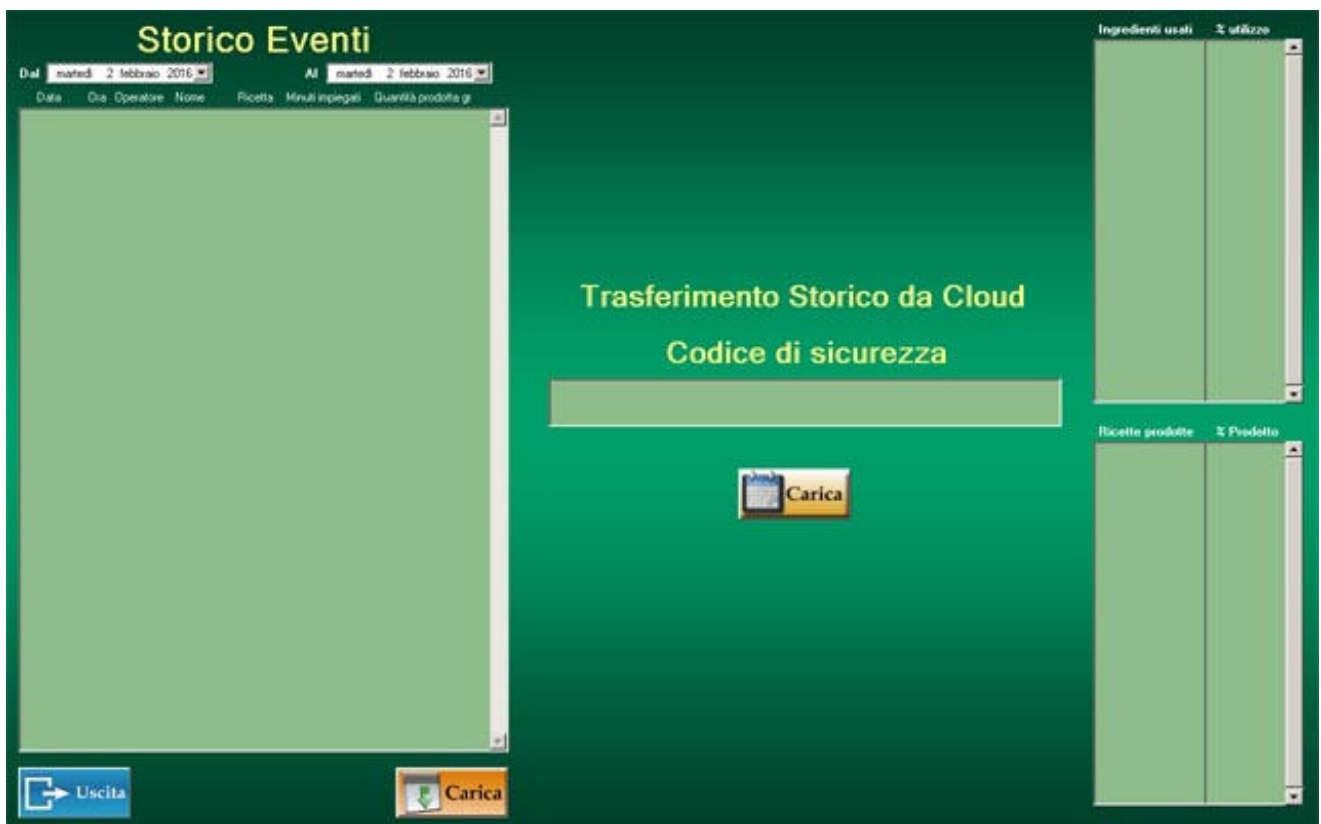 Storico Eventi
Dal martedì 2 febbraio 2016 Al martedì 2 febbraio 2016
Data Ora Operatore Nome Ricetta Minuti impiegati Quantità prodotta gr
Uscita
Carica
Trasferimento Storico da Cloud
Codice di sicurezza
Carica
Ingredienti usati % utilizzo
Ricette prodotte % Prodotto